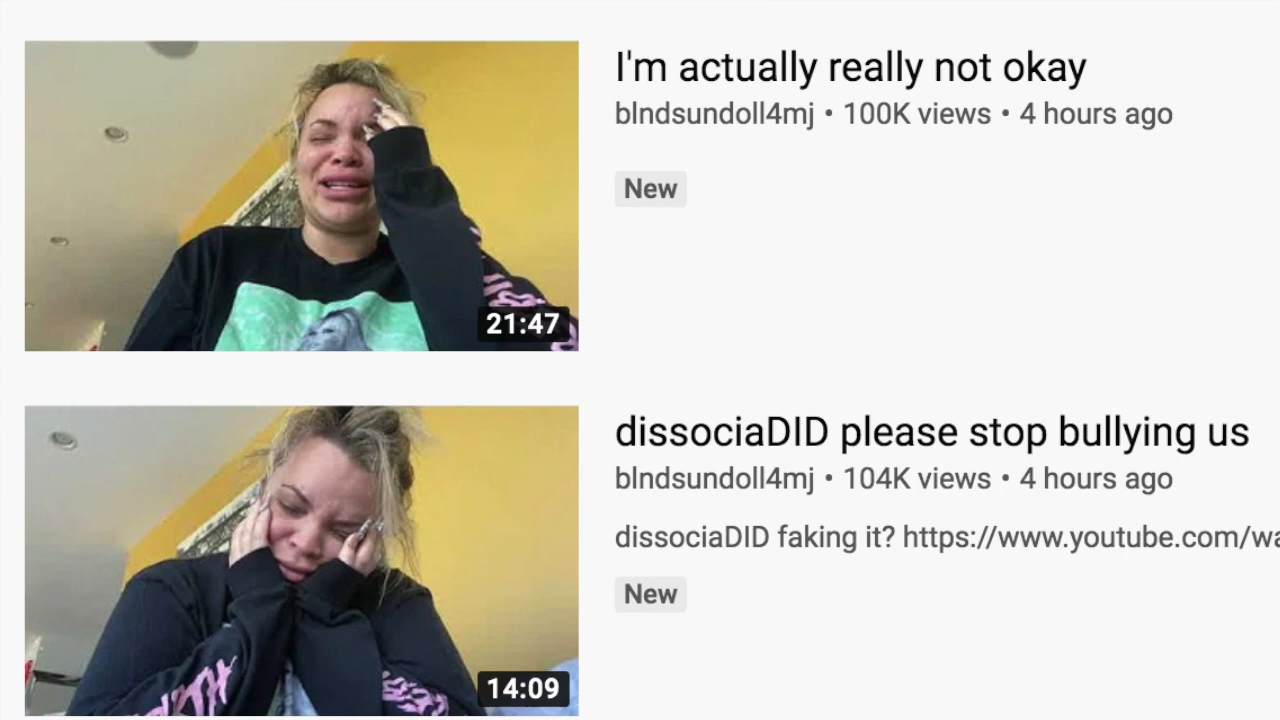 I'm actually really not okay
blndsundoll4mj • 100K views • 4 hours ago
New
21:47
dissociaDID please stop bullying us
blndsundoll4mj • 104K views • 4 hours ago
dissociaDID faking it? https://www.youtube.com/wa
New
14:09